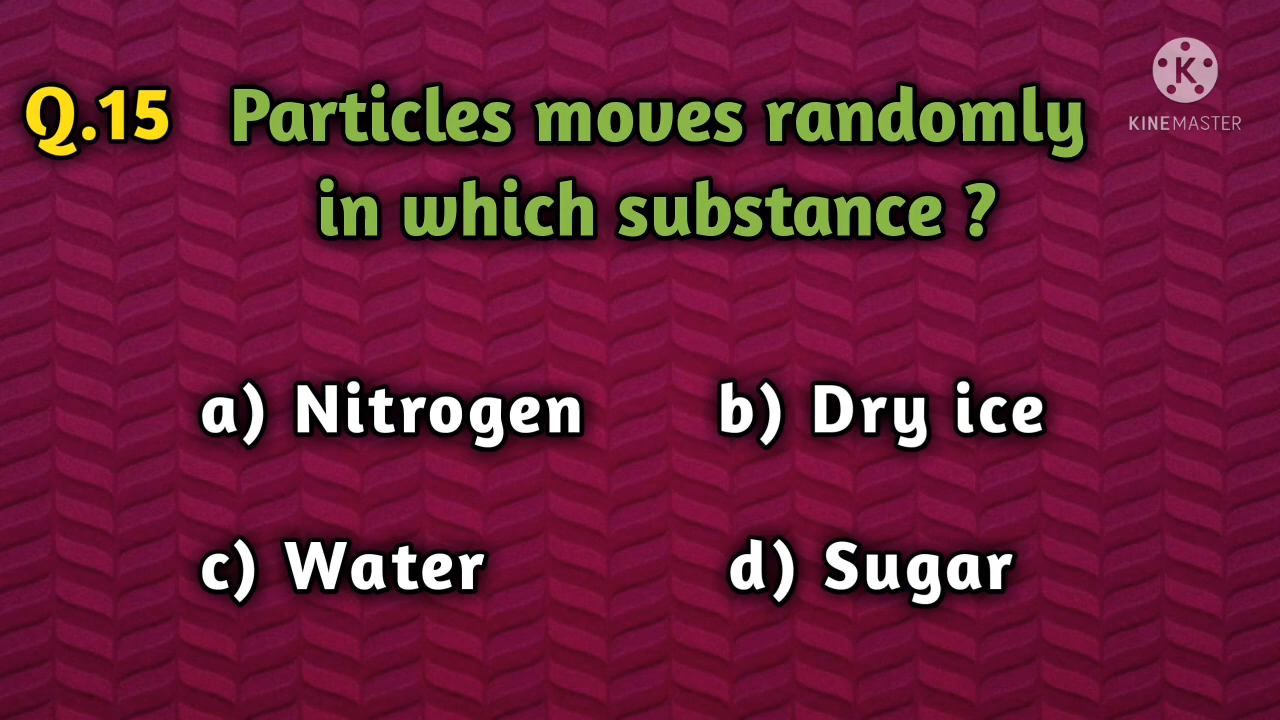 Q.15 Particles moves randomly
in which substance ?
a) Nitrogen b) Dry ice
c) Water d) Sugar
K
KINEMASTER